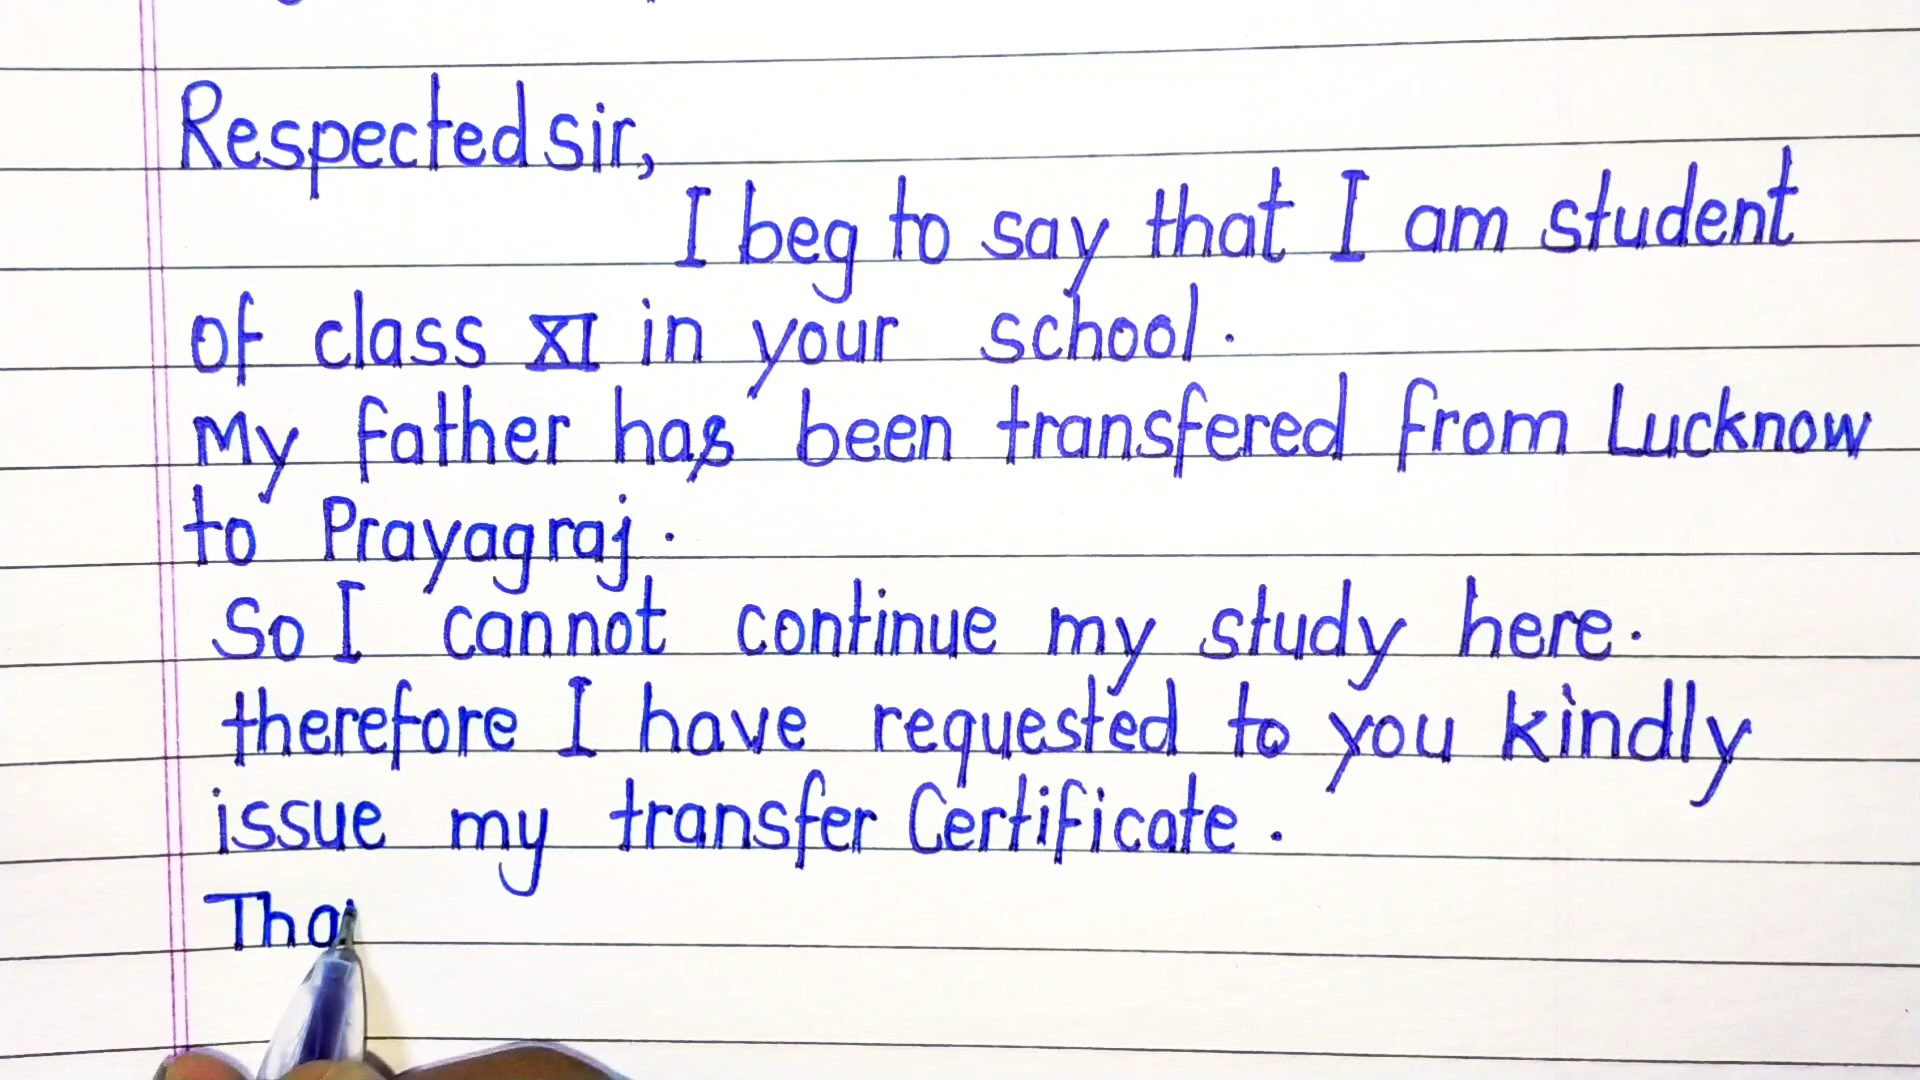 Respected sir,
I beg to say that I am student
of class XI in your school.
My father has been transfered from Lucknow
to Prayagraj.
So I cannot continue my study here.
therefore I have requested to you kindly
issue my transfer Certificate.
Tha